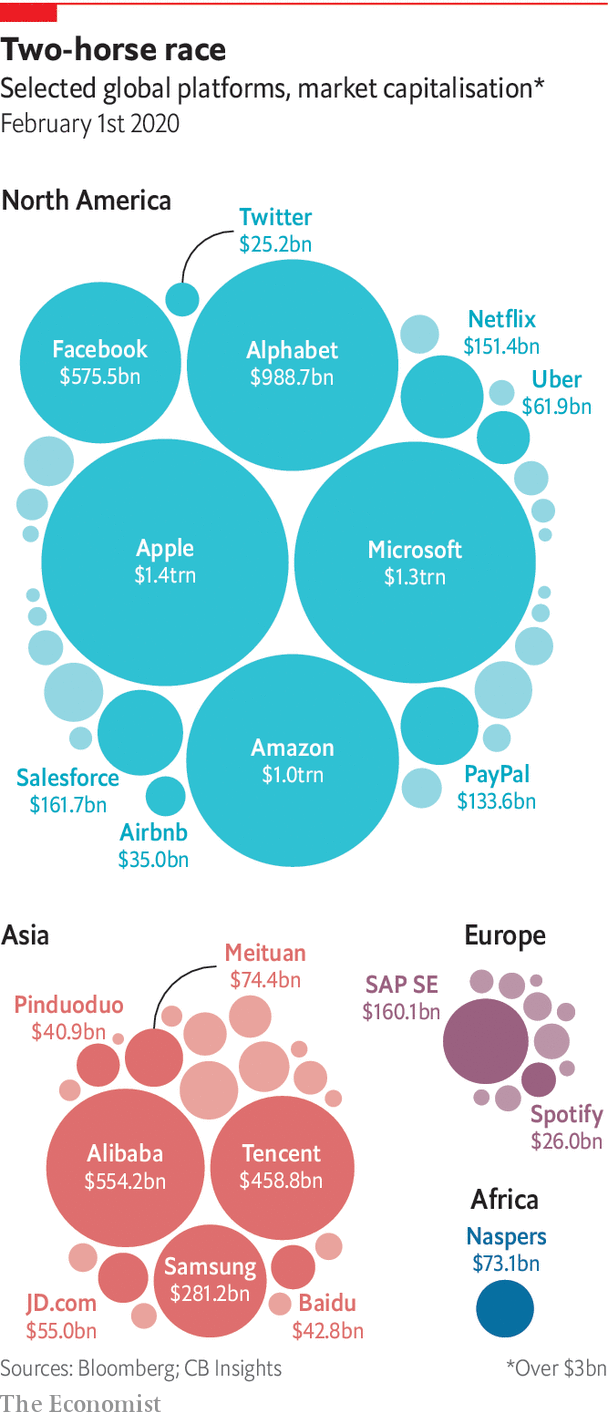 Two-horse race
Selected global platforms, market capitalisation*
February 1st 2020
North America
Twitter
$25.2bn
Facebook
$575.5bn
Alphabet
$988.7bn
Netflix
$151.4bn
Uber
$61.9bn
Apple
$1.4trn
Microsoft
$1.3trn
Amazon
$1.0trn
Salesforce
$161.7bn
Airbnb
$35.0bn
PayPal
$133.6bn
Asia
Meituan
$74.4bn
Pinduoduo
$40.9bn
Alibaba
$554.2bn
Tencent
$458.8bn
Samsung
$281.2bn
JD.com
$55.0bn
Baidu
$42.8bn
Europe
SAP SE
$160.1bn
Spotify
$26.0bn
Africa
Naspers
$73.1bn
Sources: Bloomberg; CB Insights
*Over $3bn
The Economist